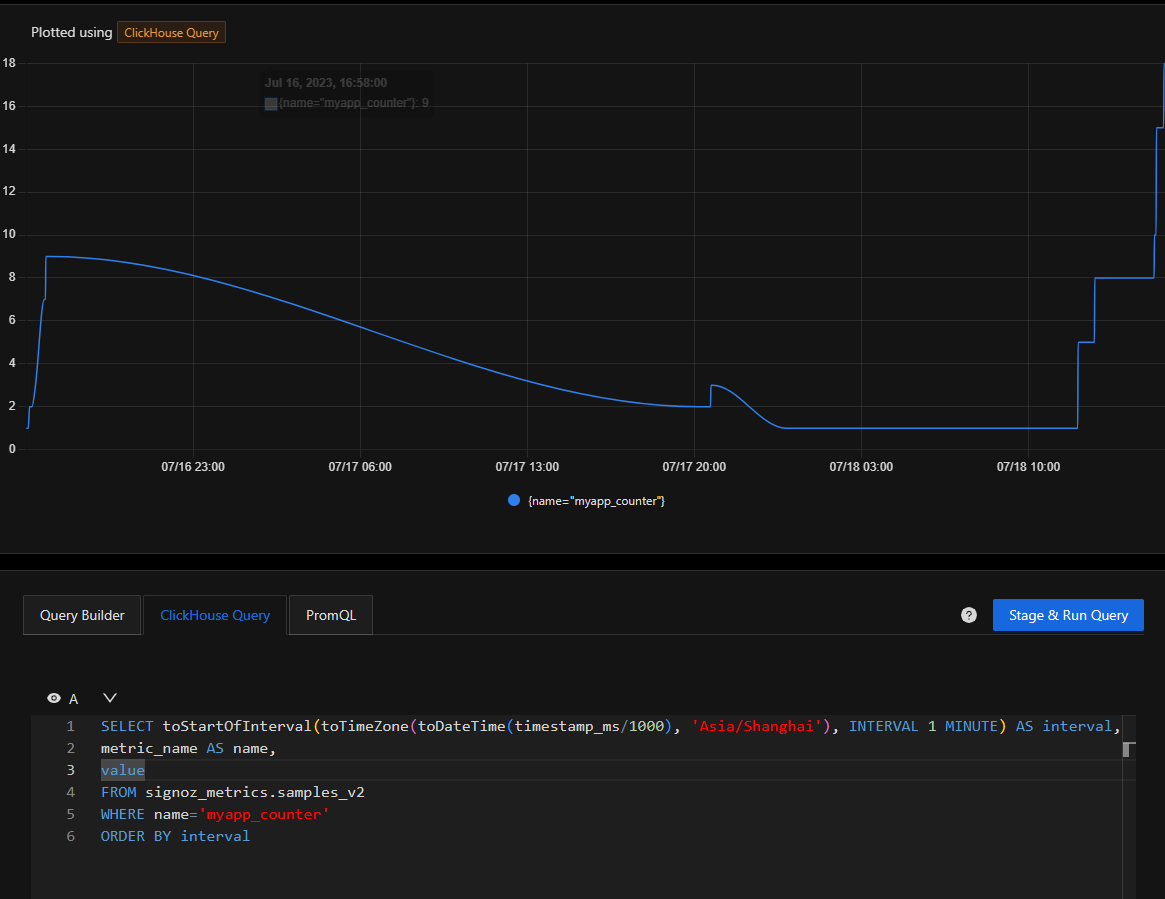 Plotted using ClickHouse Query
18
Jul 16, 2023, 16:58:00
{name="myapp_counter"}: 9
16
14
12
10
8
6
4
2
0
07/16 23:00 07/17 06:00 07/17 13:00 07/17 20:00 07/18 03:00 07/18 10:00
{name="myapp_counter"}
Query Builder ClickHouse Query PromQL ? Stage & Run Query
A
1 SELECT toStartOfInterval(toTimeZone(toDateTime(timestamp_ms/1000), 'Asia/Shanghai'), INTERVAL 1 MINUTE) AS interval,
2 metric_name AS name,
3 value
4 FROM signoz_metrics.samples_v2
5 WHERE name='myapp_counter'
6 ORDER BY interval